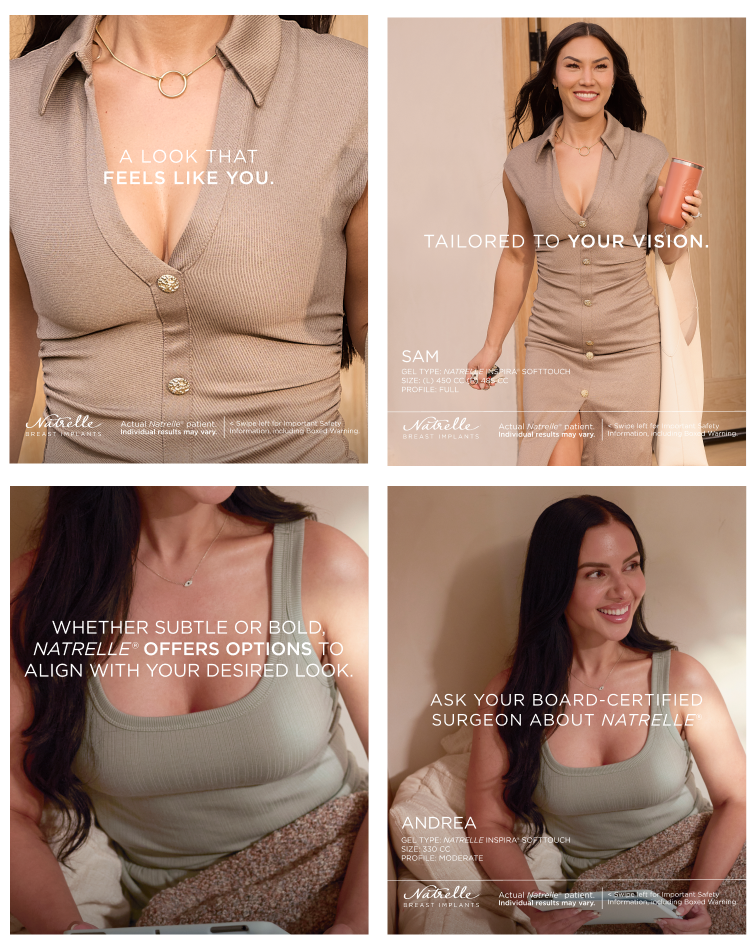 A LOOK THAT
FEELS LIKE YOU.
Natrelle®
BREAST IMPLANTS
Actual Natrelle® patient.
Individual results may vary.
< Swipe left for Important Safety
Information, including Boxed Warning.
TAILORED TO YOUR VISION.
SAM
GEL TYPE: NATRELLE INSPIRA® SOFTTOUCH
SIZE: (L) 450 CC (R) 485 CC
PROFILE: FULL
Natrelle®
BREAST IMPLANTS
Actual Natrelle® patient.
Individual results may vary.
< Swipe left for Important Safety
Information, including Boxed Warning.
WHETHER SUBTLE OR BOLD,
NATRELLE® OFFERS OPTIONS TO
ALIGN WITH YOUR DESIRED LOOK.
ASK YOUR BOARD-CERTIFIED
SURGEON ABOUT NATRELLE®
ANDREA
GEL TYPE: NATRELLE INSPIRA® SOFTTOUCH
SIZE: 330 CC
PROFILE: MODERATE
Natrelle®
BREAST IMPLANTS
Actual Natrelle® patient.
Individual results may vary.
< Swipe left for Important Safety
Information, including Boxed Warning.